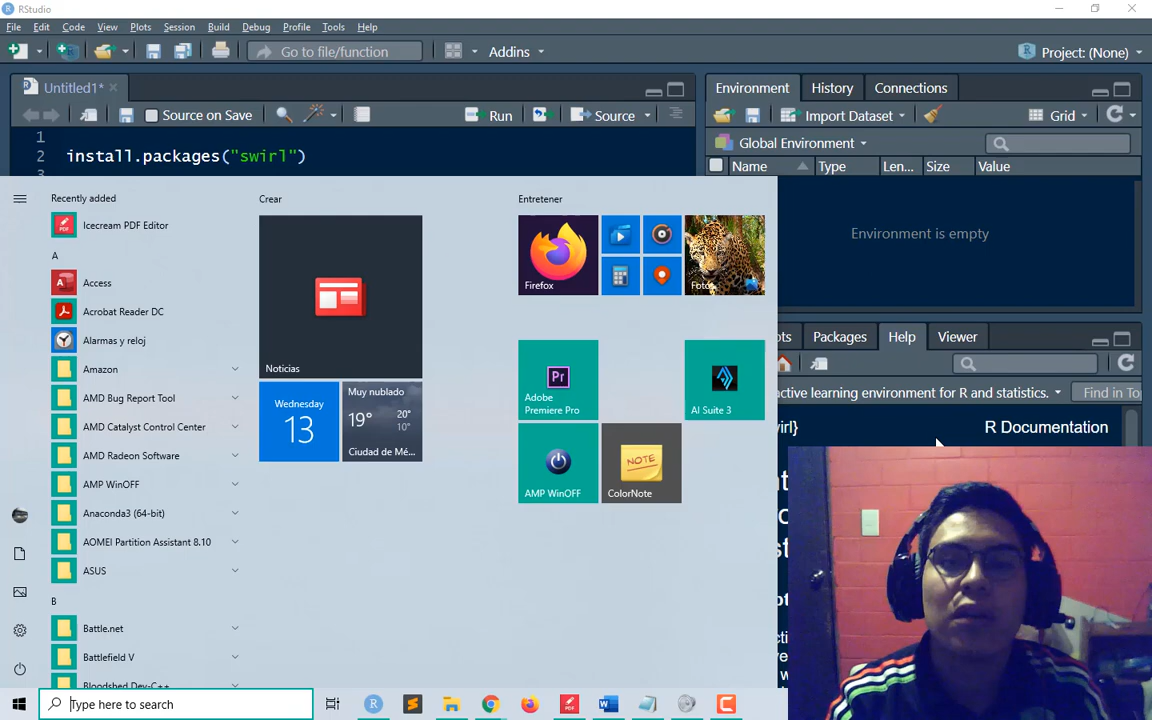 RStudio
File Edit Code View Plots Session Build Debug Profile Tools Help
Go to file/function
Addins
Project: (None)
Untitled1*
Source on Save
Run
Source
1
2 install.packages("swirl")
3
Environment History Connections
Import Dataset
Grid
Global Environment
Name Type Len... Size Value
Environment is empty
Packages Help Viewer
active learning environment for R and statistics.
Find in To
irl}
R Documentation
Recently added
Icecream PDF Editor
A
Access
Acrobat Reader DC
Alarmas y reloj
Amazon
AMD Bug Report Tool
AMD Catalyst Control Center
AMD Radeon Software
AMP WinOFF
Anaconda3 (64-bit)
AOMEI Partition Assistant 8.10
ASUS
B
Battle.net
Battlefield V
Bloodshed Dev-C++
Crear
Noticias
Wednesday
13
Muy nublado
19° 20°
10°
Ciudad de Mé...
Entretener
Firefox
Fotos
Adobe
Premiere Pro
AI Suite 3
AMP WinOFF
NOTE
ColorNote
Type here to search